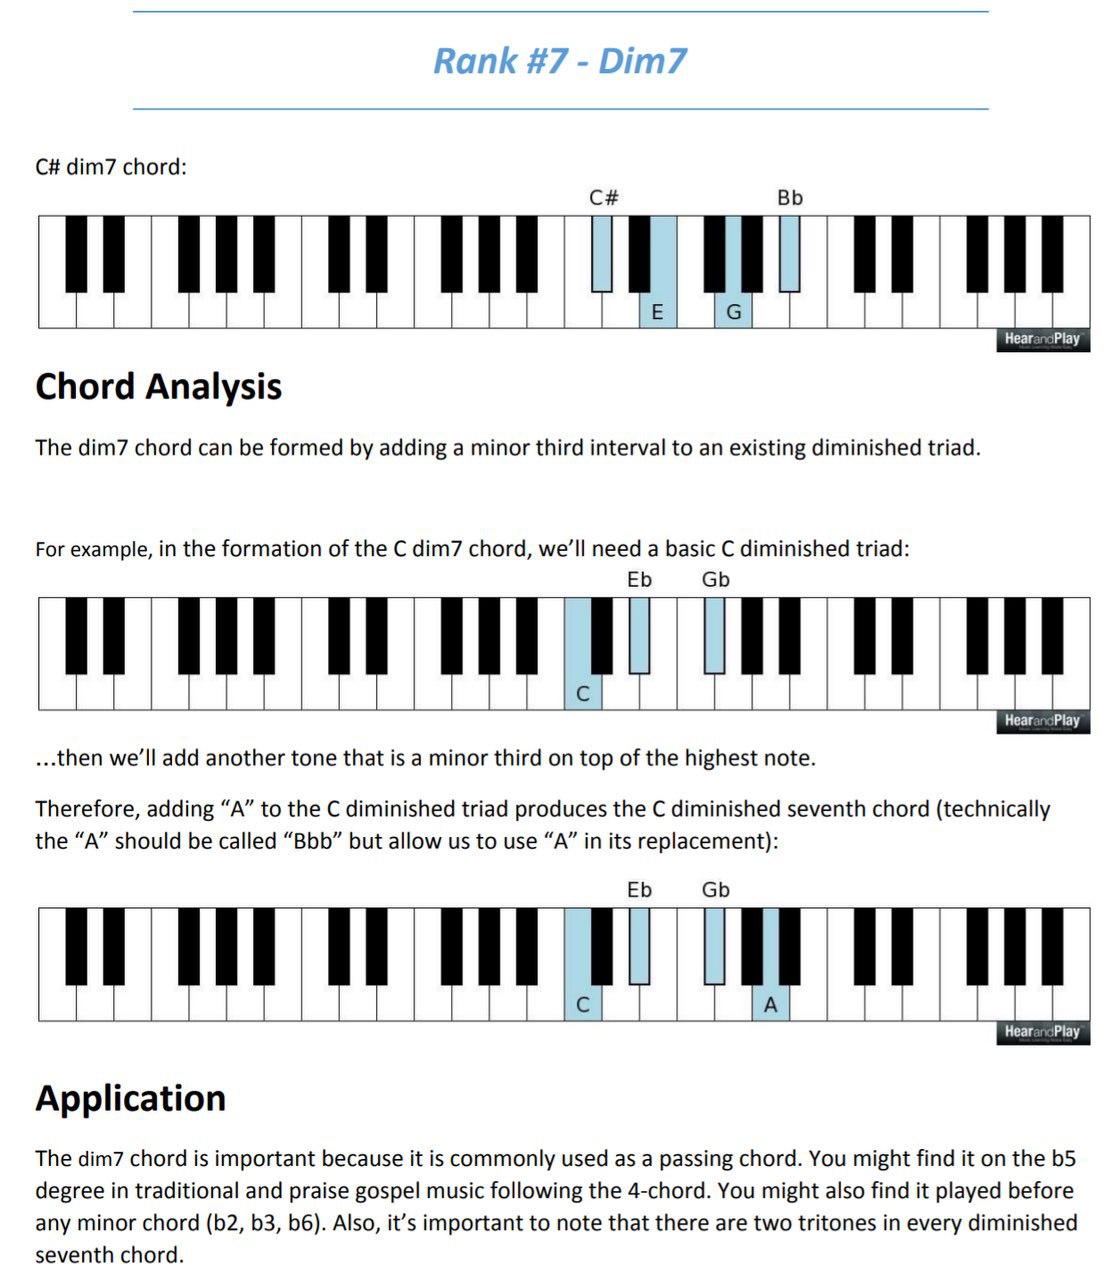 Rank #7 - Dim7
C# dim7 chord:
C# Bb
E G
HearandPlay
Chord Analysis
The dim7 chord can be formed by adding a minor third interval to an existing diminished triad.
For example, in the formation of the C dim7 chord, we’ll need a basic C diminished triad:
Eb Gb
C
HearandPlay
...then we’ll add another tone that is a minor third on top of the highest note.
Therefore, adding “A” to the C diminished triad produces the C diminished seventh chord (technically
the “A” should be called “Bbb” but allow us to use “A” in its replacement):
Eb Gb
C A
HearandPlay
Application
The dim7 chord is important because it is commonly used as a passing chord. You might find it on the b5
degree in traditional and praise gospel music following the 4-chord. You might also find it played before
any minor chord (b2, b3, b6). Also, it’s important to note that there are two tritones in every diminished
seventh chord.